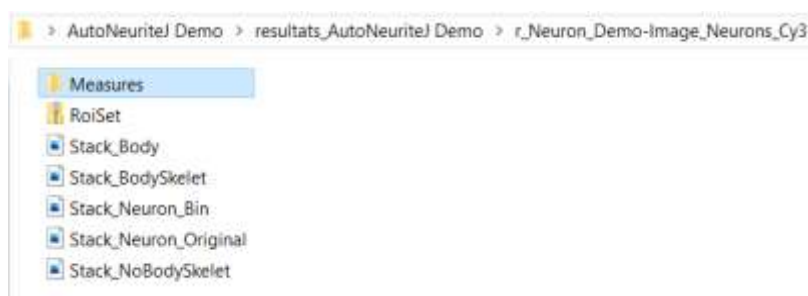 > AutoNeuriteJ Demo > resultats_AutoNeuriteJ Demo > r_Neuron_Demo-Image_Neurons_Cy3
Measures
RoiSet
Stack_Body
Stack_BodySkelet
Stack_Neuron_Bin
Stack_Neuron_Original
Stack_NoBodySkelet